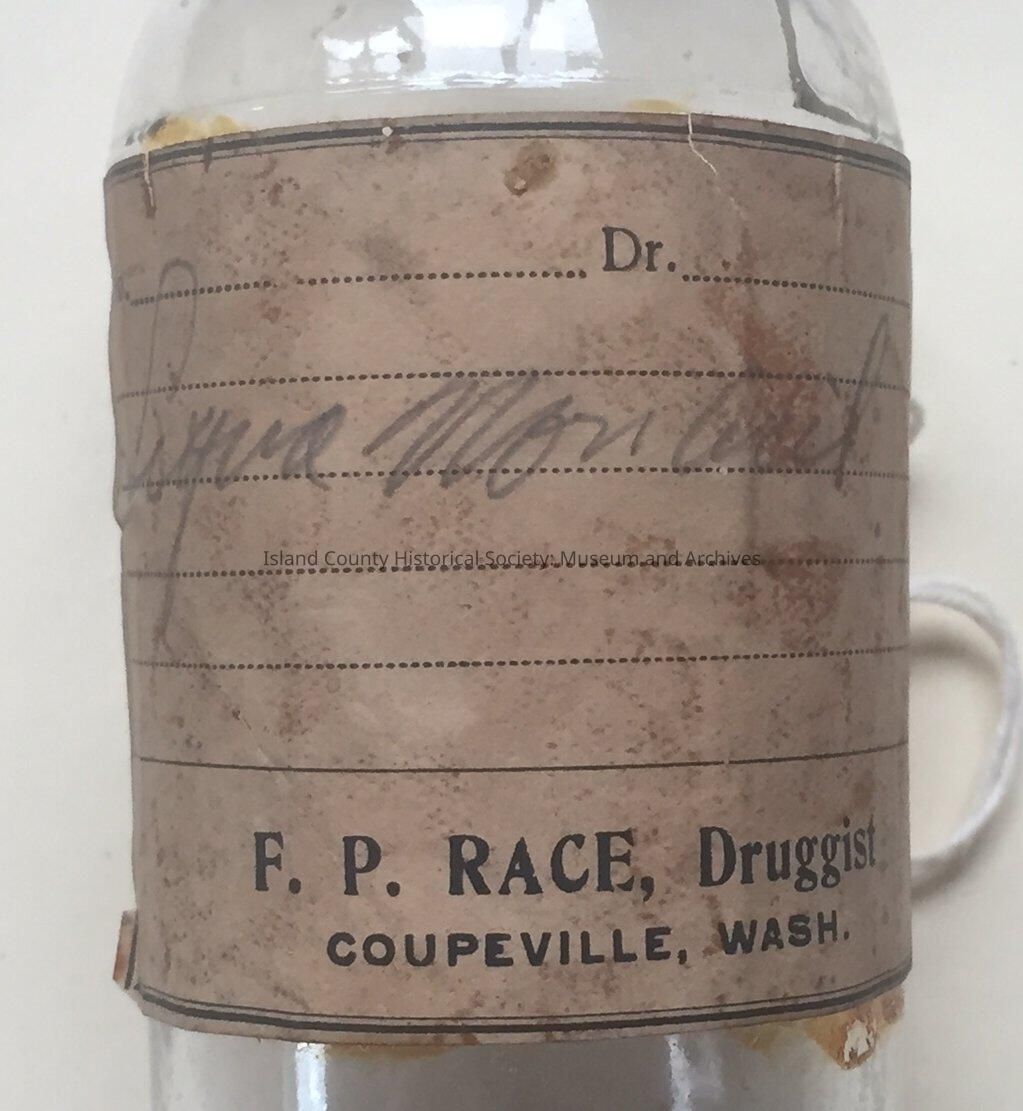 Dr.
Island County Historical Society: Museum and Archives
F. P. RACE, Druggist
COUPEVILLE, WASH.